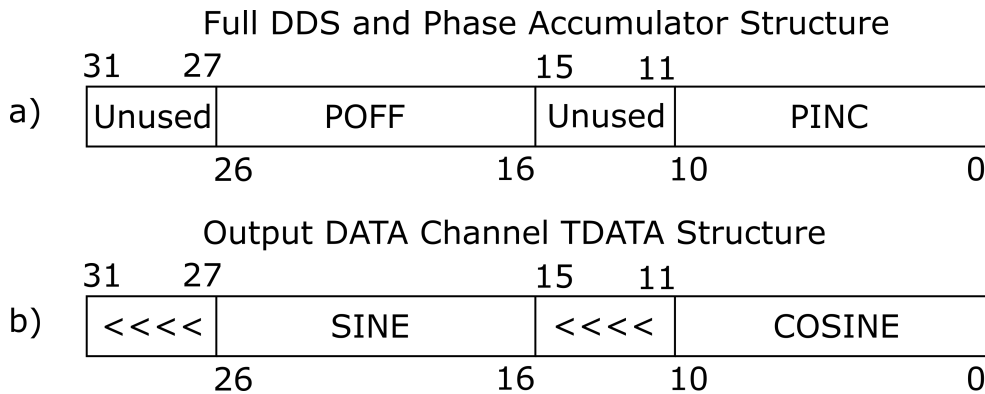 Full DDS and Phase Accumulator Structure
31 27 15 11
a) Unused POFF Unused PINC
26 16 10 0
Output DATA Channel TDATA Structure
31 27 15 11
b) <<<< SINE <<<< COSINE
26 16 10 0